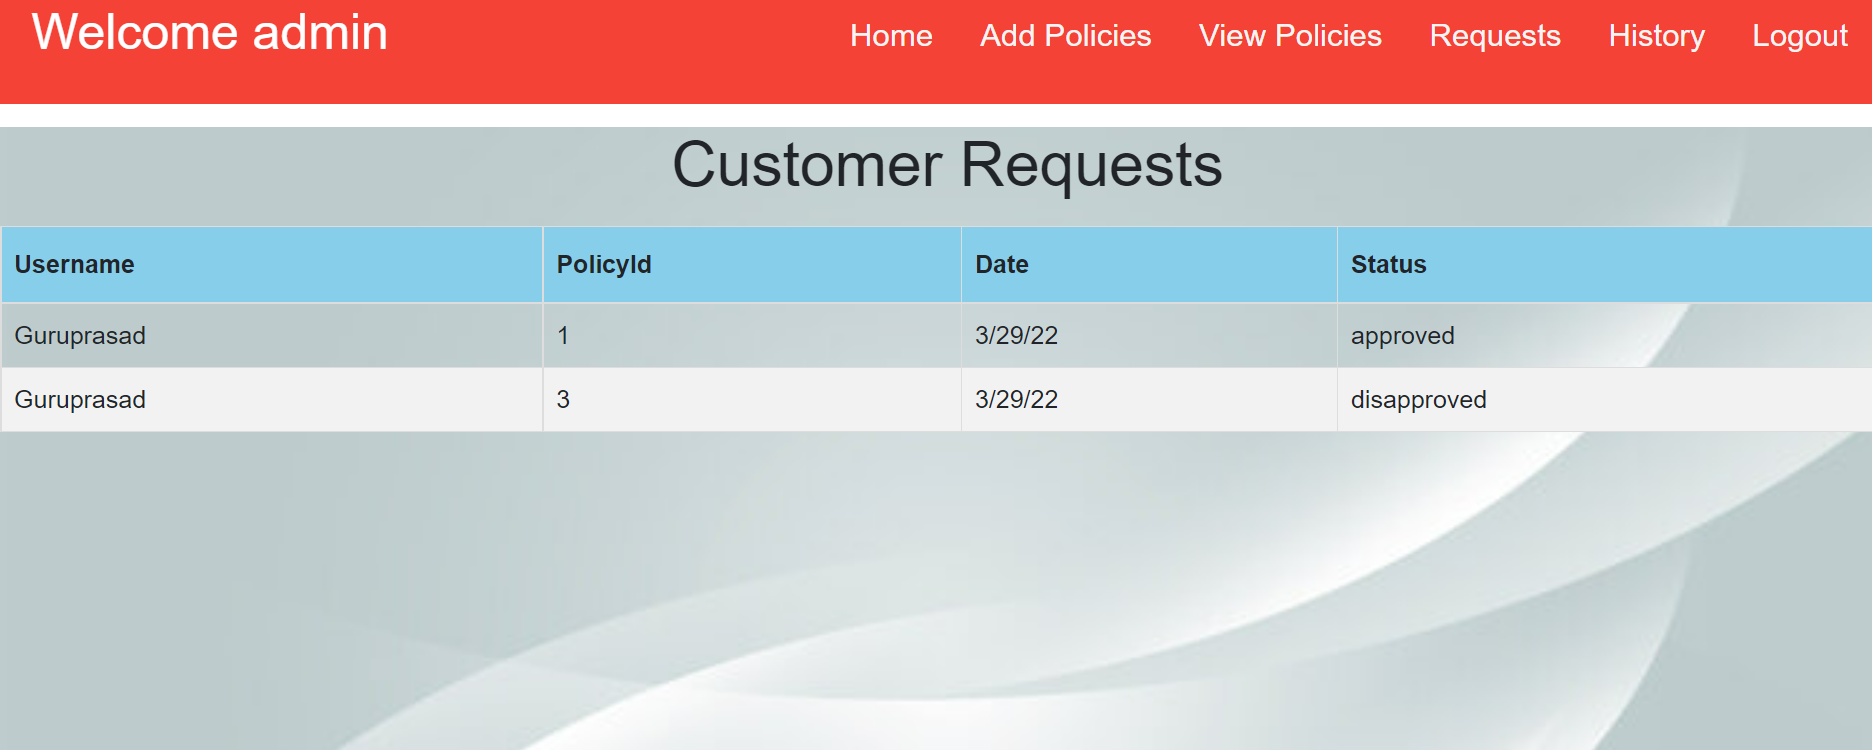 Welcome admin Home Add Policies View Policies Requests History Logout
Customer Requests
Username PolicyId Date Status
Guruprasad 1 3/29/22 approved
Guruprasad 3 3/29/22 disapproved